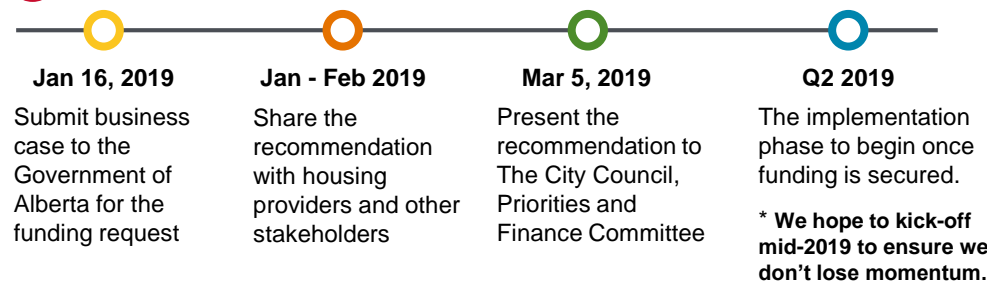 Jan 16, 2019
Submit business
case to the
Government of
Alberta for the
funding request
Jan - Feb 2019
Share the
recommendation
with housing
providers and other
stakeholders
Mar 5, 2019
Present the
recommendation to
The City Council,
Priorities and
Finance Committee
Q2 2019
The implementation
phase to begin once
funding is secured.
* We hope to kick-off
mid-2019 to ensure we
don't lose momentum.